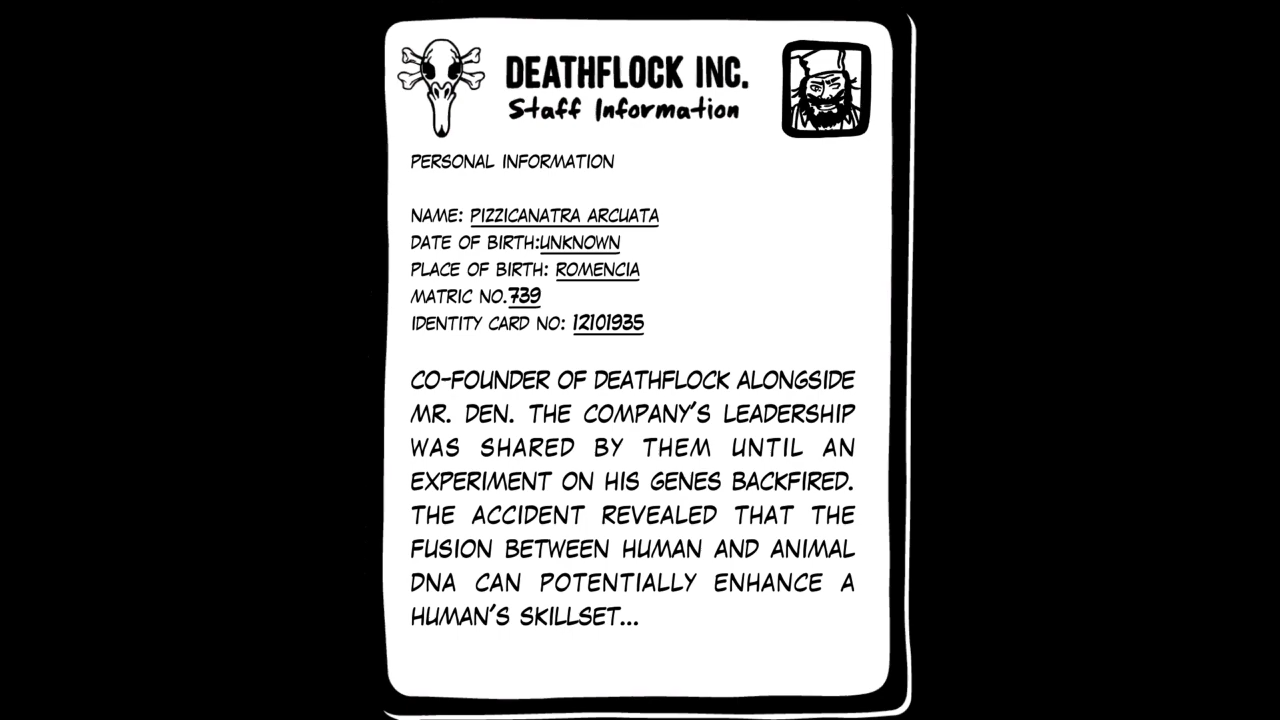 DEATHFLOCK INC.
Staff Information
PERSONAL INFORMATION
NAME: PIZZICANATRA ARCUATA
DATE OF BIRTH:UNKNOWN
PLACE OF BIRTH: ROMENCIA
MATRIC NO.739
IDENTITY CARD NO: 12101935
CO-FOUNDER OF DEATHFLOCK ALONGSIDE
MR. DEN. THE COMPANY'S LEADERSHIP
WAS SHARED BY THEM UNTIL AN
EXPERIMENT ON HIS GENES BACKFIRED.
THE ACCIDENT REVEALED THAT THE
FUSION BETWEEN HUMAN AND ANIMAL
DNA CAN POTENTIALLY ENHANCE A
HUMAN'S SKILLSET...